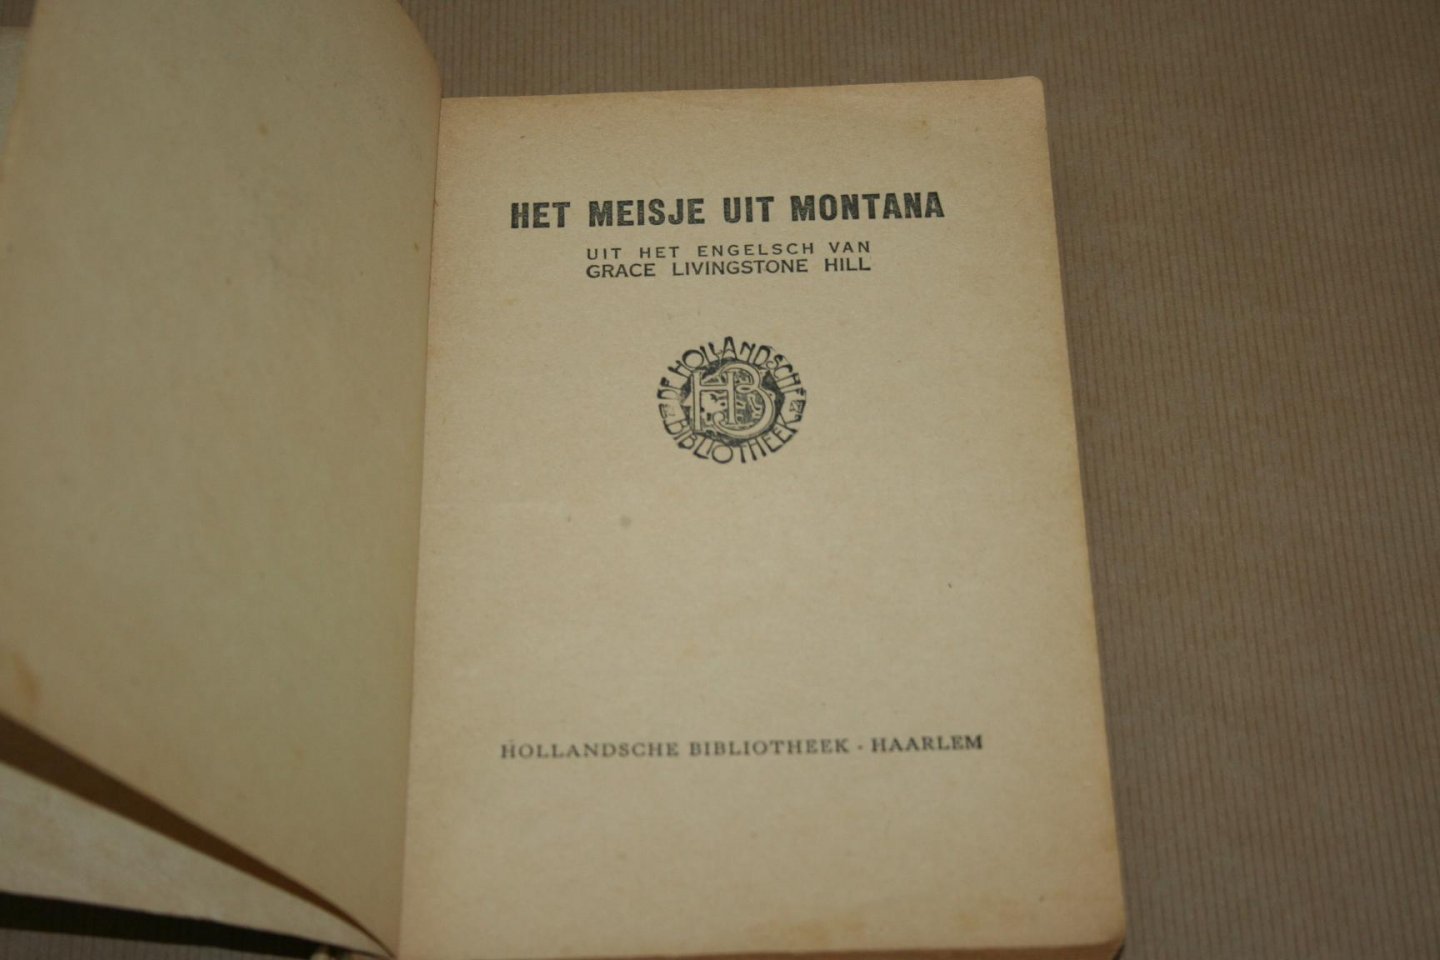 HET MEISJE UIT MONTANA
UIT HET ENGELSCH VAN
GRACE LIVINGSTONE HILL
DE HOLLANDSCHE
BIBLIOTHEEK
HB
HOLLANDSCHE BIBLIOTHEEK - HAARLEM